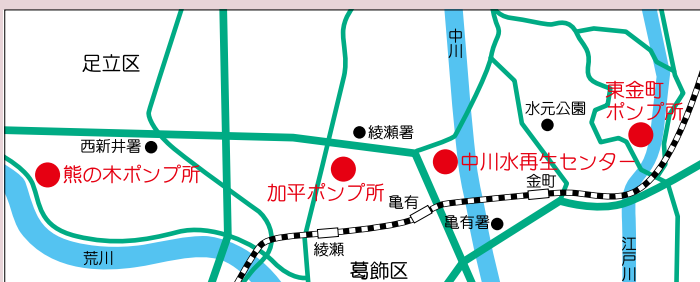 足立区
中川
東金町
ポンプ所
水元公園
綾瀬署
西新井署
中川水再生センター
熊の木ポンプ所
加平ポンプ所
金町
亀有
亀有署
綾瀬
荒川
葛飾区
江戸川